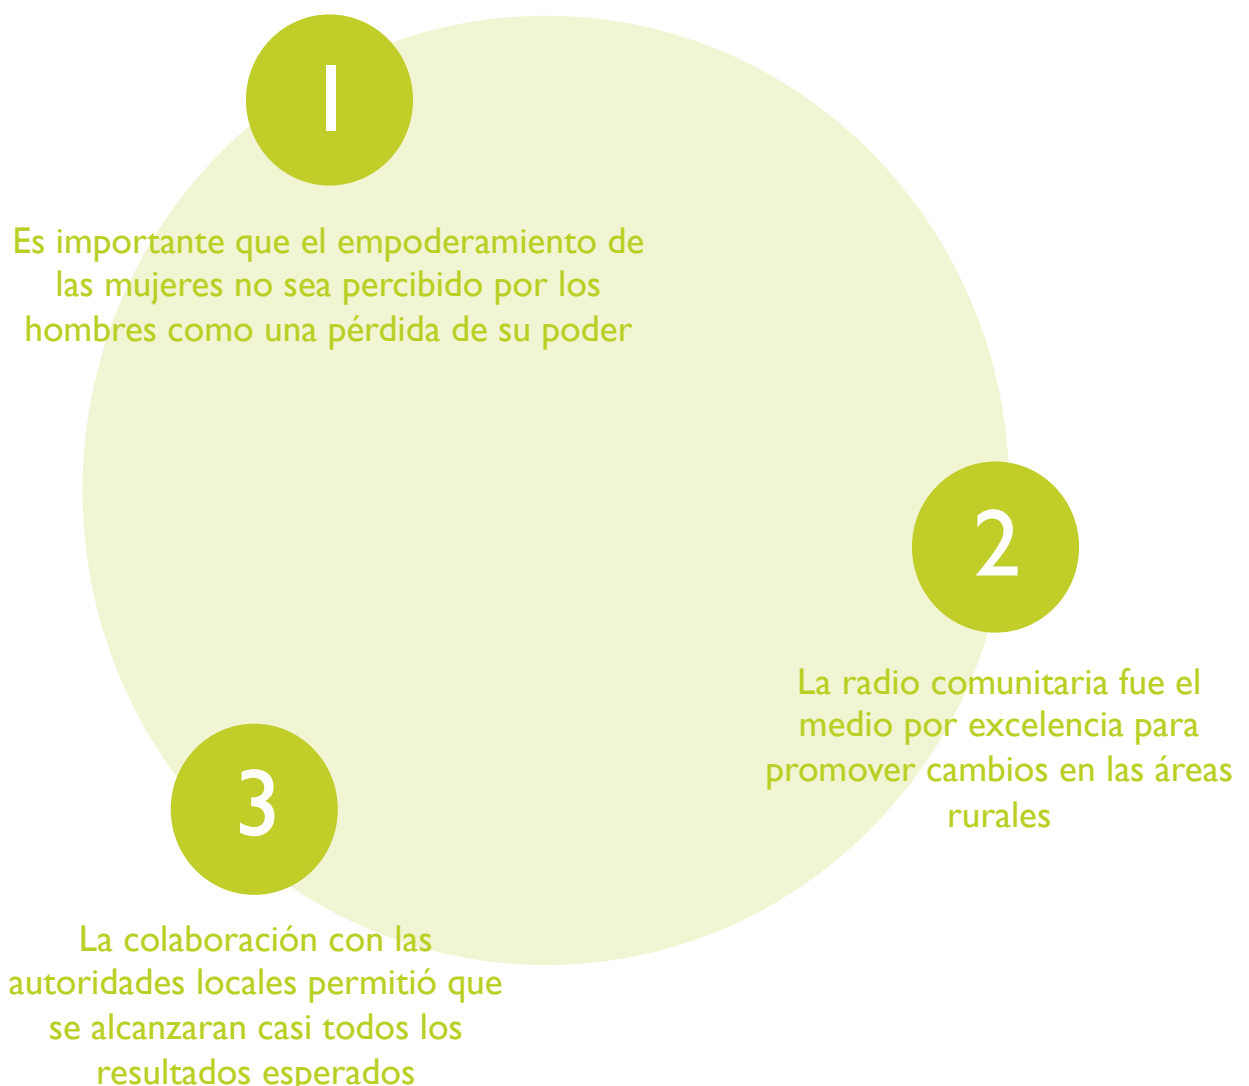 1
Es importante que el empoderamiento de
las mujeres no sea percibido por los
hombres como una pérdida de su poder
2
La radio comunitaria fue el
medio por excelencia para
promover cambios en las áreas
rurales
3
La colaboración con las
autoridades locales permitió que
se alcanzaran casi todos los
resultados esperados